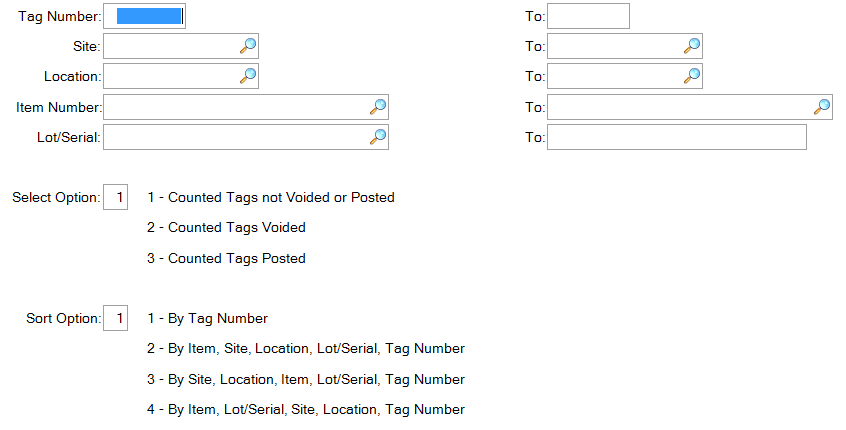 Tag Number: To:
Site: To:
Location: To:
Item Number: To:
Lot/Serial: To:
Select Option: 1 1 - Counted Tags not Voided or Posted
2 - Counted Tags Voided
3 - Counted Tags Posted
Sort Option: 1 1 - By Tag Number
2 - By Item, Site, Location, Lot/Serial, Tag Number
3 - By Site, Location, Item, Lot/Serial, Tag Number
4 - By Item, Lot/Serial, Site, Location, Tag Number